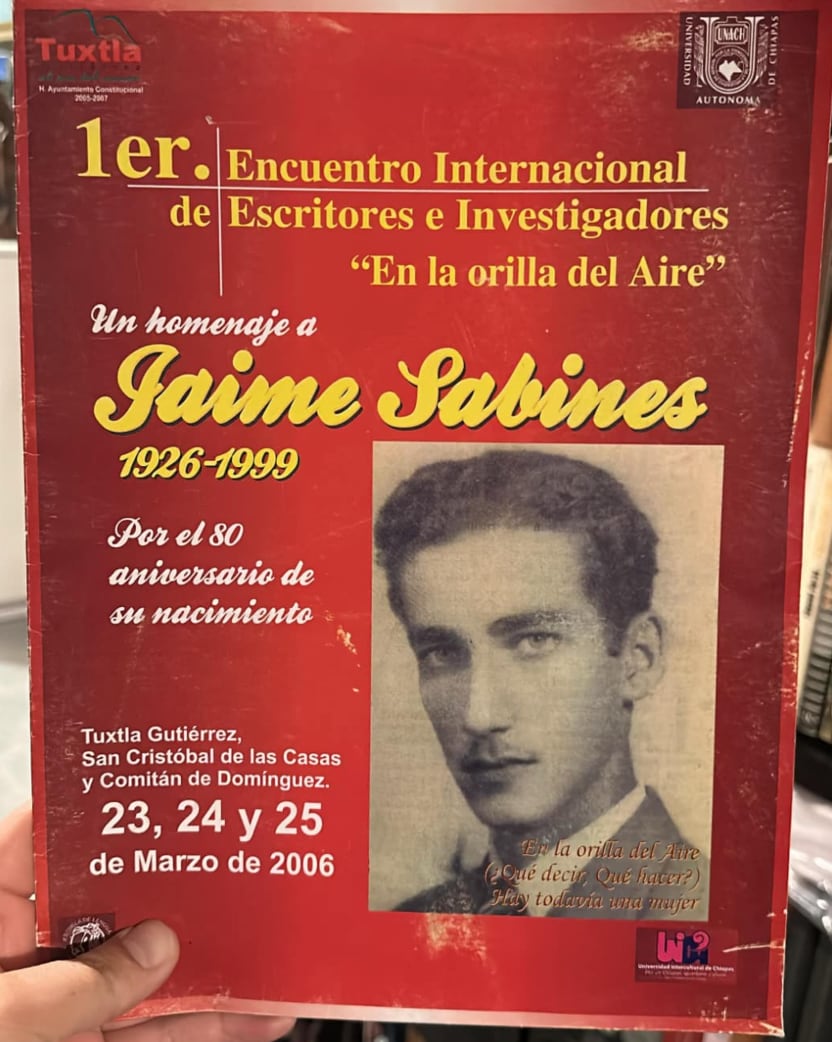 Tuxtla
H. Ayuntamiento Constitucional
2005-2007
UNIVERSIDAD
UNACH
AUTONOMA
DE CHIAPAS
1er. Encuentro Internacional
de Escritores e Investigadores
“En la orilla del Aire”
Un homenaje a
Jaime Sabines
1926-1999
Por el 80
aniversario de
su nacimiento
Tuxtla Gutiérrez,
San Cristóbal de las Casas
y Comitán de Domínguez.
23, 24 y 25
de Marzo de 2006
En la orilla del Aire
(¿Qué decir, Qué hacer?)
Hay todavía una mujer
Universidad Intercultural de Chiapas